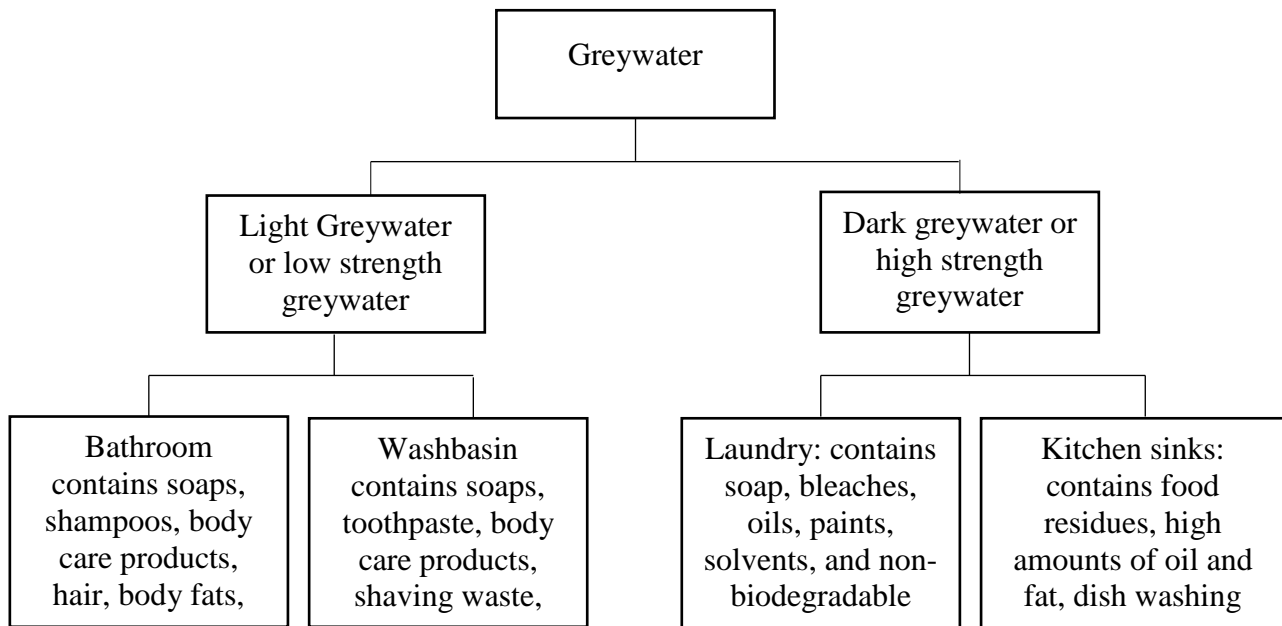 Greywater
Light Greywater
or low strength
greywater
Dark greywater or
high strength
greywater
Bathroom
contains soaps,
shampoos, body
care products,
hair, body fats,
Washbasin
contains soaps,
toothpaste, body
care products,
shaving waste,
Laundry: contains
soap, bleaches,
oils, paints,
solvents, and non-
biodegradable
Kitchen sinks:
contains food
residues, high
amounts of oil and
fat, dish washing